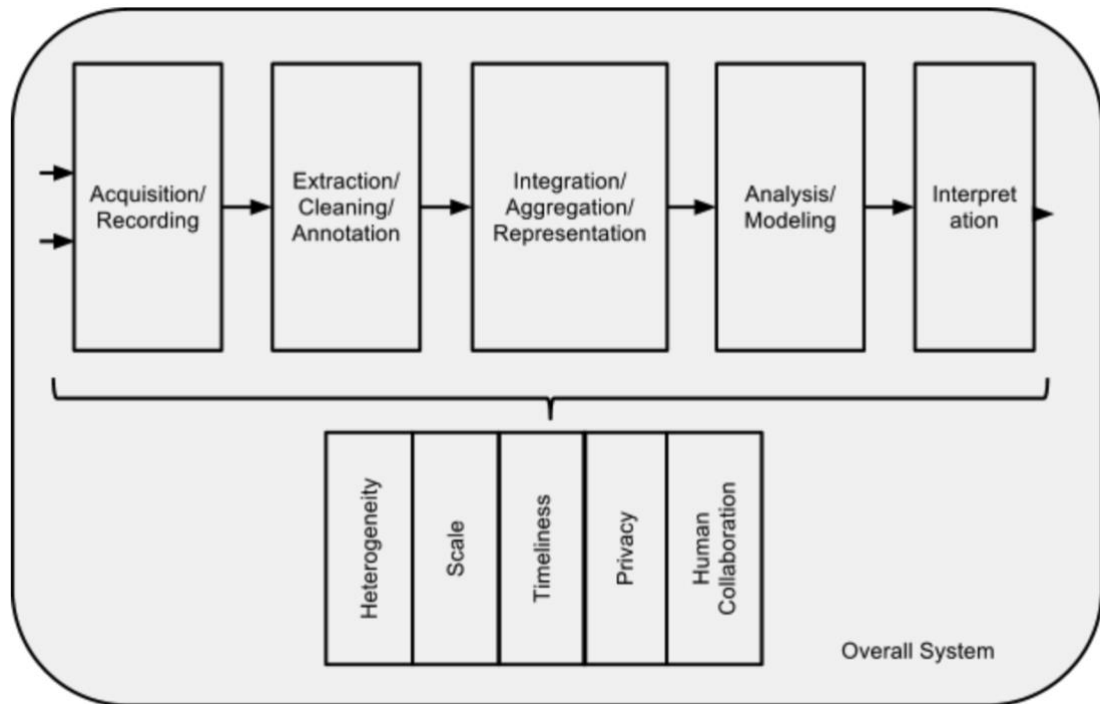 Acquisition/
Recording
Extraction/
Cleaning/
Annotation
Integration/
Aggregation/
Representation
Analysis/
Modeling
Interpret
ation
Heterogeneity
Scale
Timeliness
Privacy
Human
Collaboration
Overall System